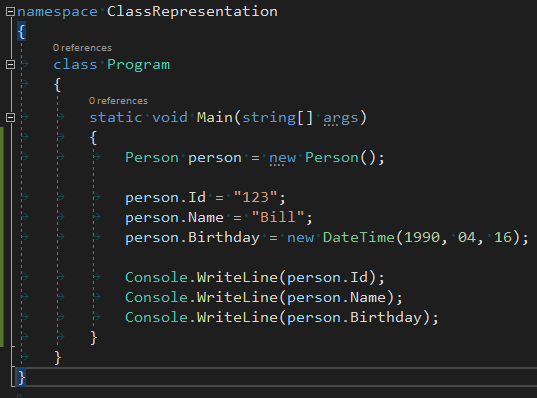 namespace ClassRepresentation
{
0 references
class Program
{
0 references
static void Main(string[] args)
{
Person person = new Person();
person.Id = "123";
person.Name = "Bill";
person.Birthday = new DateTime(1990, 04, 16);
Console.WriteLine(person.Id);
Console.WriteLine(person.Name);
Console.WriteLine(person.Birthday);
}
}
}